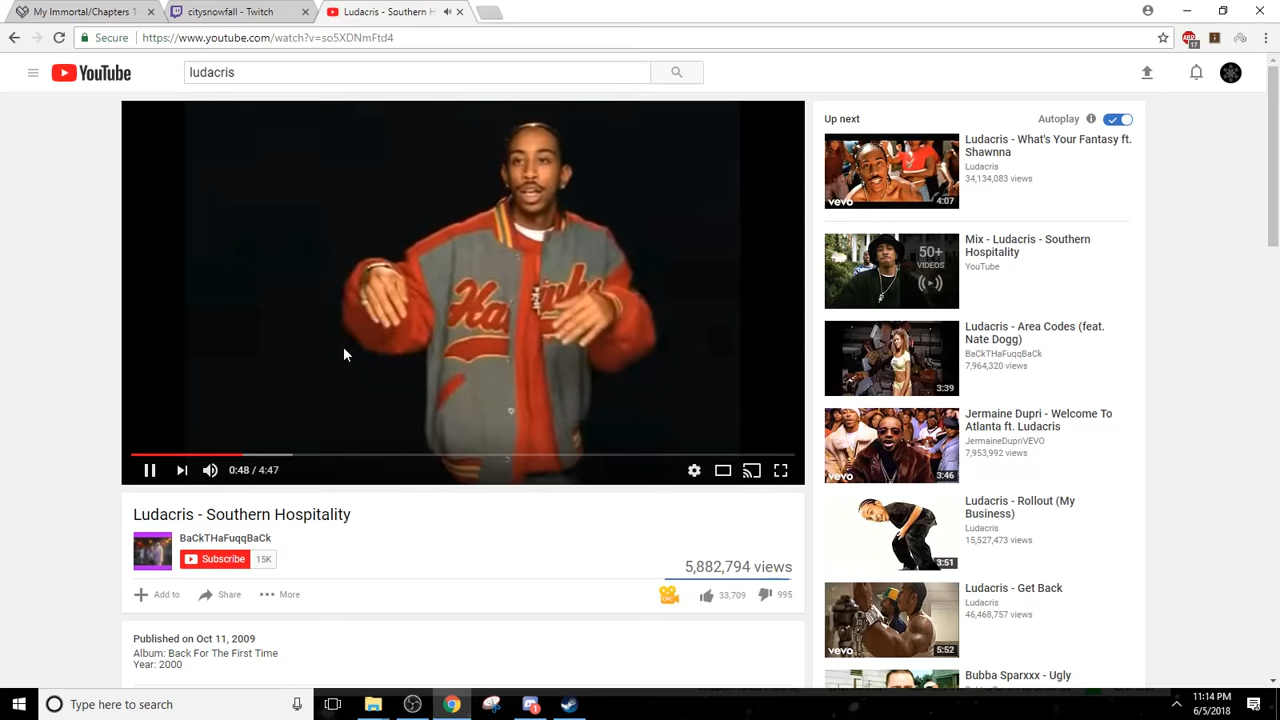 My Immortal/Chapters 1
citysnowfall - Twitch
Ludacris - Southern H
Secure
https://www.youtube.com/watch?v=so5XDNmFtd4
17
YouTube
ludacris
0:48 / 4:47
Ludacris - Southern Hospitality
BaCkTHaFuqqBaCk
Subscribe 15K
5,882,794 views
Add to Share More
33,709 995
Published on Oct 11, 2009
Album: Back For The First Time
Year: 2000
Up next Autoplay
Ludacris - What's Your Fantasy ft.
Shawnna
Ludacris
34,134,083 views
vevo 4:07
Mix - Ludacris - Southern
Hospitality
YouTube
50+
VIDEOS
Ludacris - Area Codes (feat.
Nate Dogg)
BaCkTHaFuqqBaCk
7,964,320 views
3:39
Jermaine Dupri - Welcome To
Atlanta ft. Ludacris
JermaineDupriVEVO
7,953,992 views
vevo 3:46
Ludacris - Rollout (My
Business)
Ludacris
15,527,473 views
3:51
Ludacris - Get Back
Ludacris
46,468,757 views
vevo 5:52
Bubba Sparxxx - Ugly
Type here to search
1
11:14 PM
6/5/2018